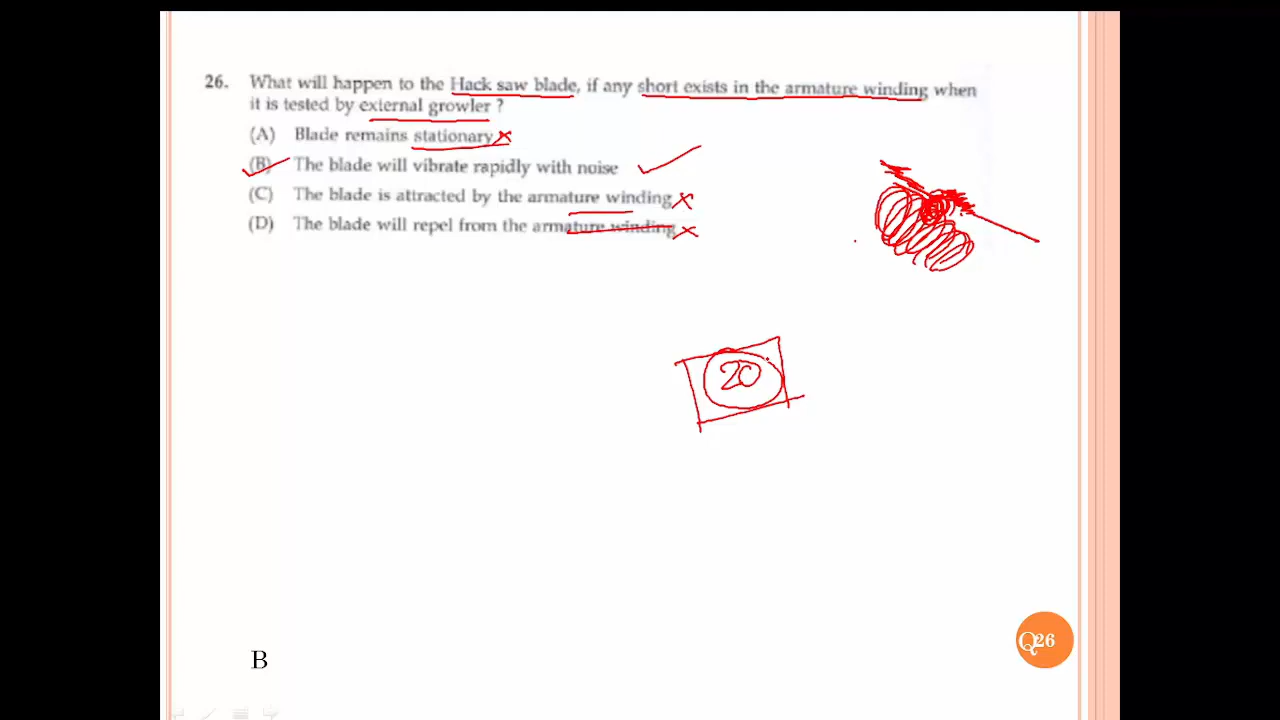 26. What will happen to the Hack saw blade, if any short exists in the armature winding when
it is tested by external growler ?
(A) Blade remains stationary
(B) The blade will vibrate rapidly with noise
(C) The blade is attracted by the armature winding
(D) The blade will repel from the armature winding
20
Q26
B